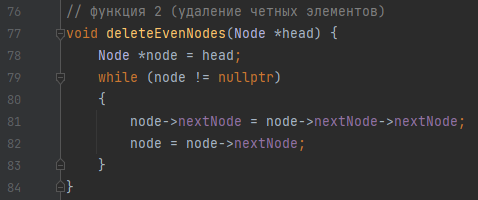 76 // функция 2 (удаление четных элементов)
77 void deleteEvenNodes(Node *head) {
78 Node *node = head;
79 while (node != nullptr)
80 {
81 node->nextNode = node->nextNode->nextNode;
82 node = node->nextNode;
83 }
84 }